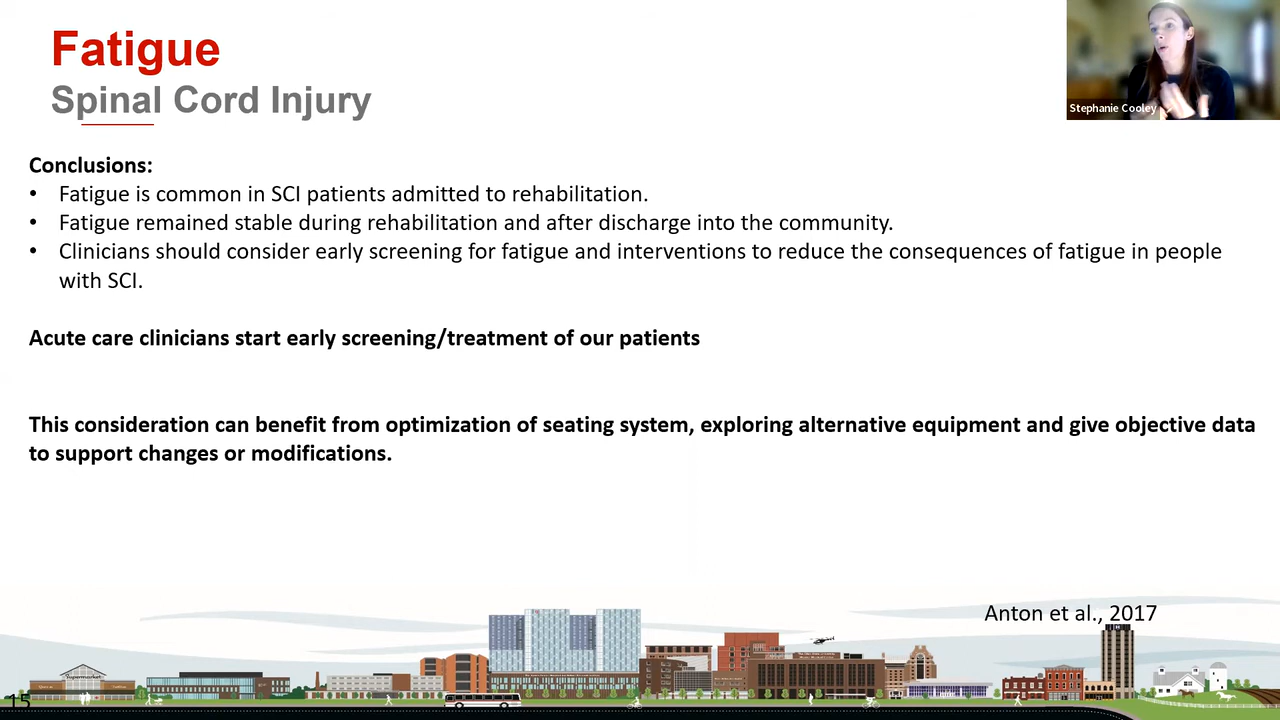 Fatigue
Spinal Cord Injury
Stephanie Cooley
Conclusions:
• Fatigue is common in SCI patients admitted to rehabilitation.
• Fatigue remained stable during rehabilitation and after discharge into the community.
• Clinicians should consider early screening for fatigue and interventions to reduce the consequences of fatigue in people
with SCI.
Acute care clinicians start early screening/treatment of our patients
This consideration can benefit from optimization of seating system, exploring alternative equipment and give objective data
to support changes or modifications.
Anton et al., 2017
Supermarket
15